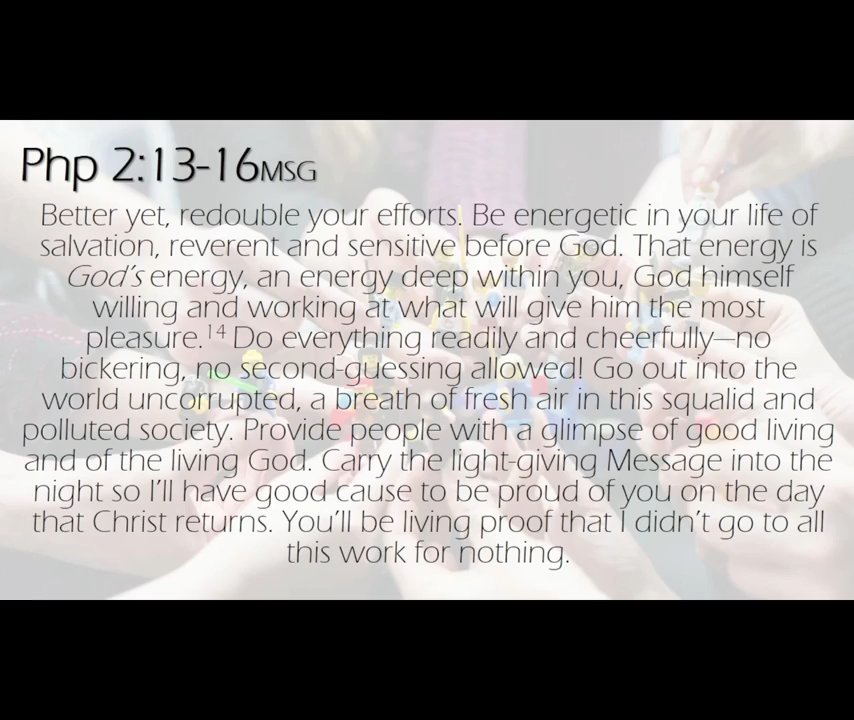 Php 2:13-16MSG
Better yet, redouble your efforts. Be energetic in your life of
salvation, reverent and sensitive before God. That energy is
God's energy, an energy deep within you, God himself
willing and working at what will give him the most
pleasure.14 Do everything readily and cheerfully—no
bickering, no second-guessing allowed! Go out into the
world uncorrupted, a breath of fresh air in this squalid and
polluted society. Provide people with a glimpse of good living
and of the living God. Carry the light-giving Message into the
night so I'll have good cause to be proud of you on the day
that Christ returns. You'll be living proof that I didn't go to all
this work for nothing.